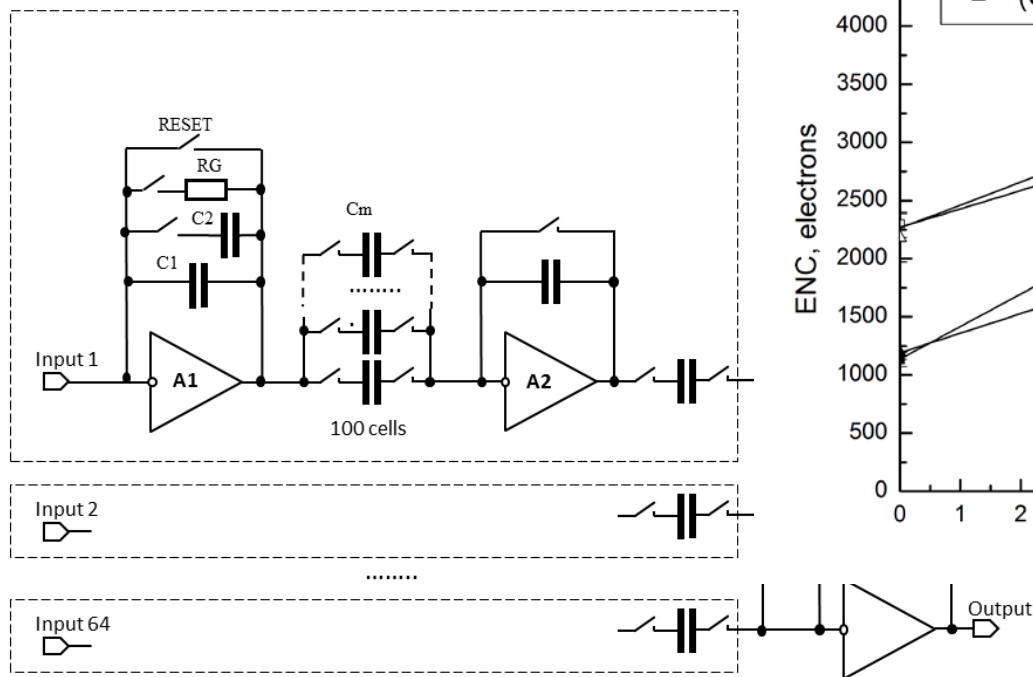 RESET
RG
C2
C1
Cm
........
Input 1
A1
A2
100 cells
Input 2
........
Input 64
Output
ENC, electrons
4000
3500
3000
2500
2000
1500
1000
500
0
0 1 2